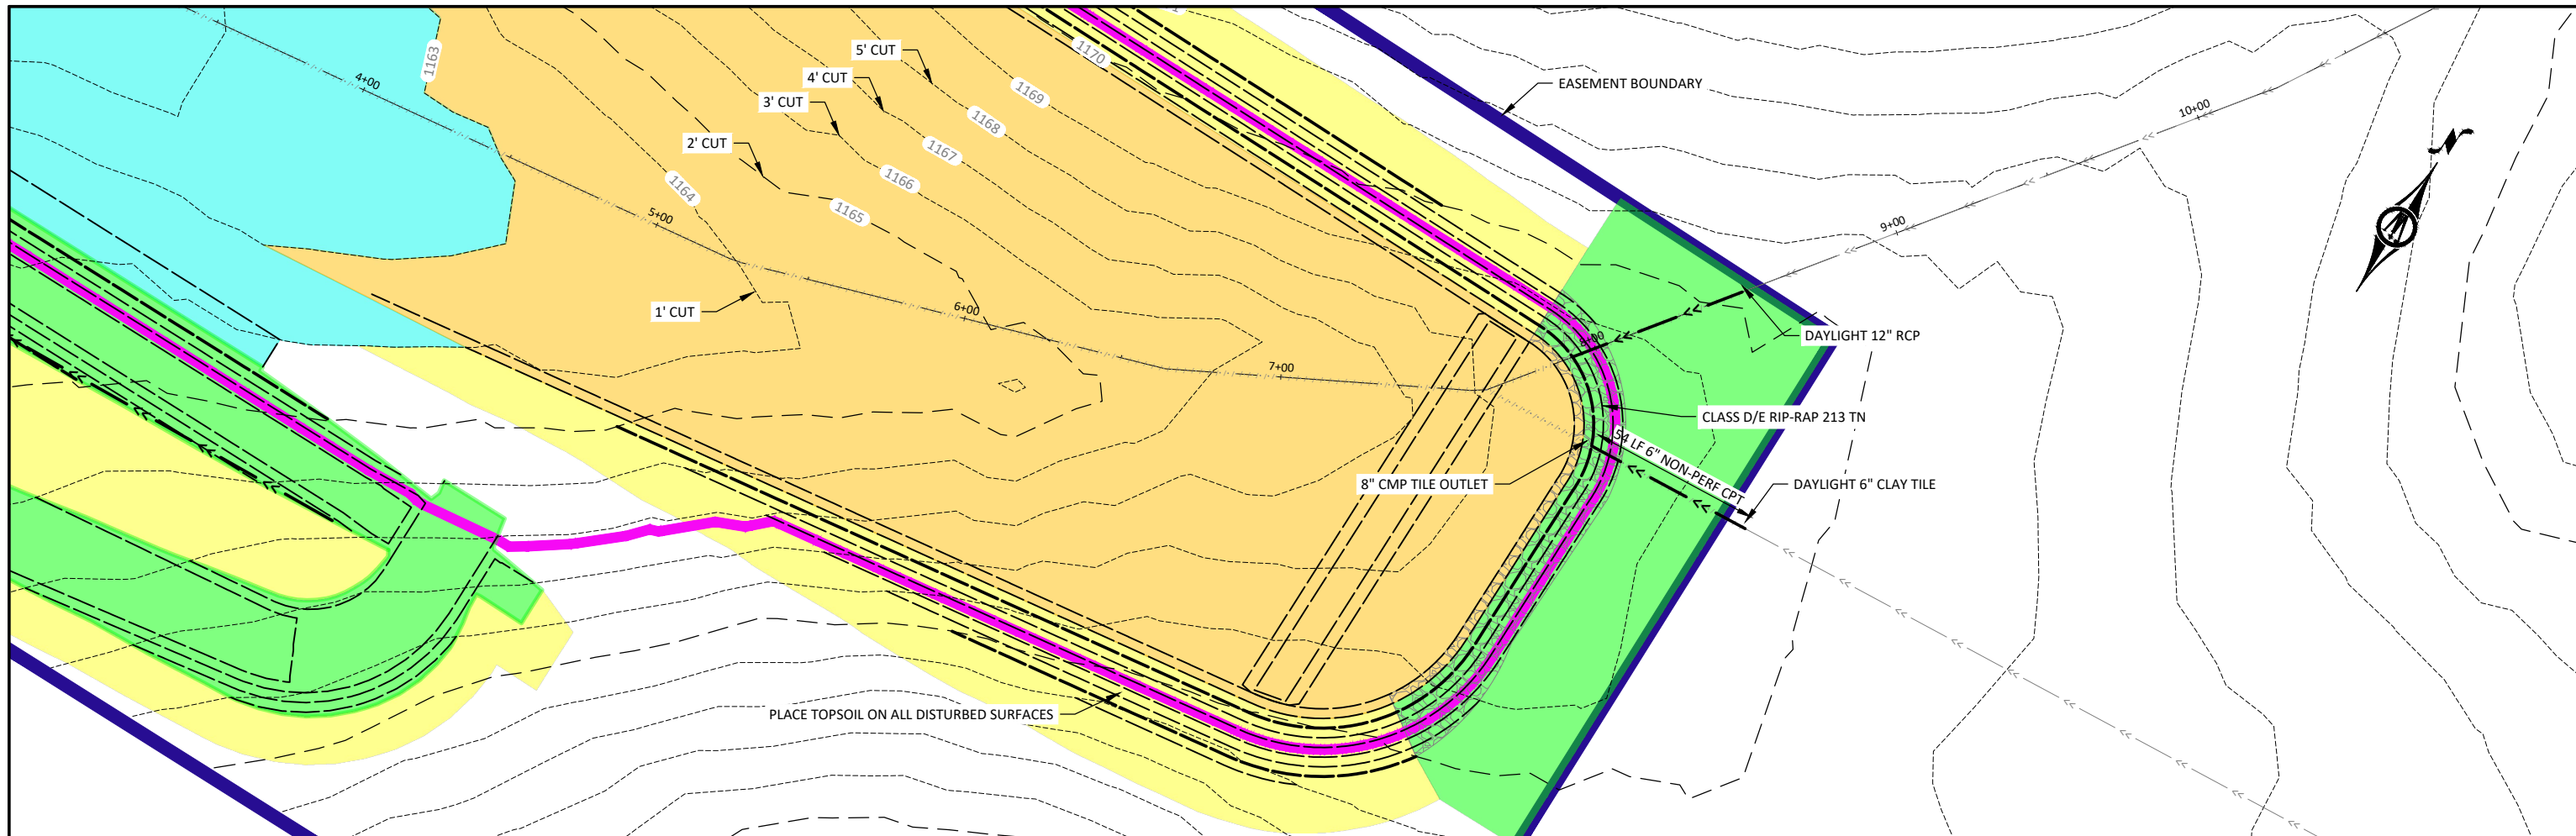 1163
4+00
5' CUT
4' CUT
3' CUT
2' CUT
1' CUT
1170
1169
1168
1167
1166
1165
1164
EASEMENT BOUNDARY
10+00
N
9+00
5+00
6+00
7+00
8+00
DAYLIGHT 12" RCP
CLASS D/E RIP-RAP 213 TN
54 LF 6" NON-PERF CPT
8" CMP TILE OUTLET
DAYLIGHT 6" CLAY TILE
PLACE TOPSOIL ON ALL DISTURBED SURFACES